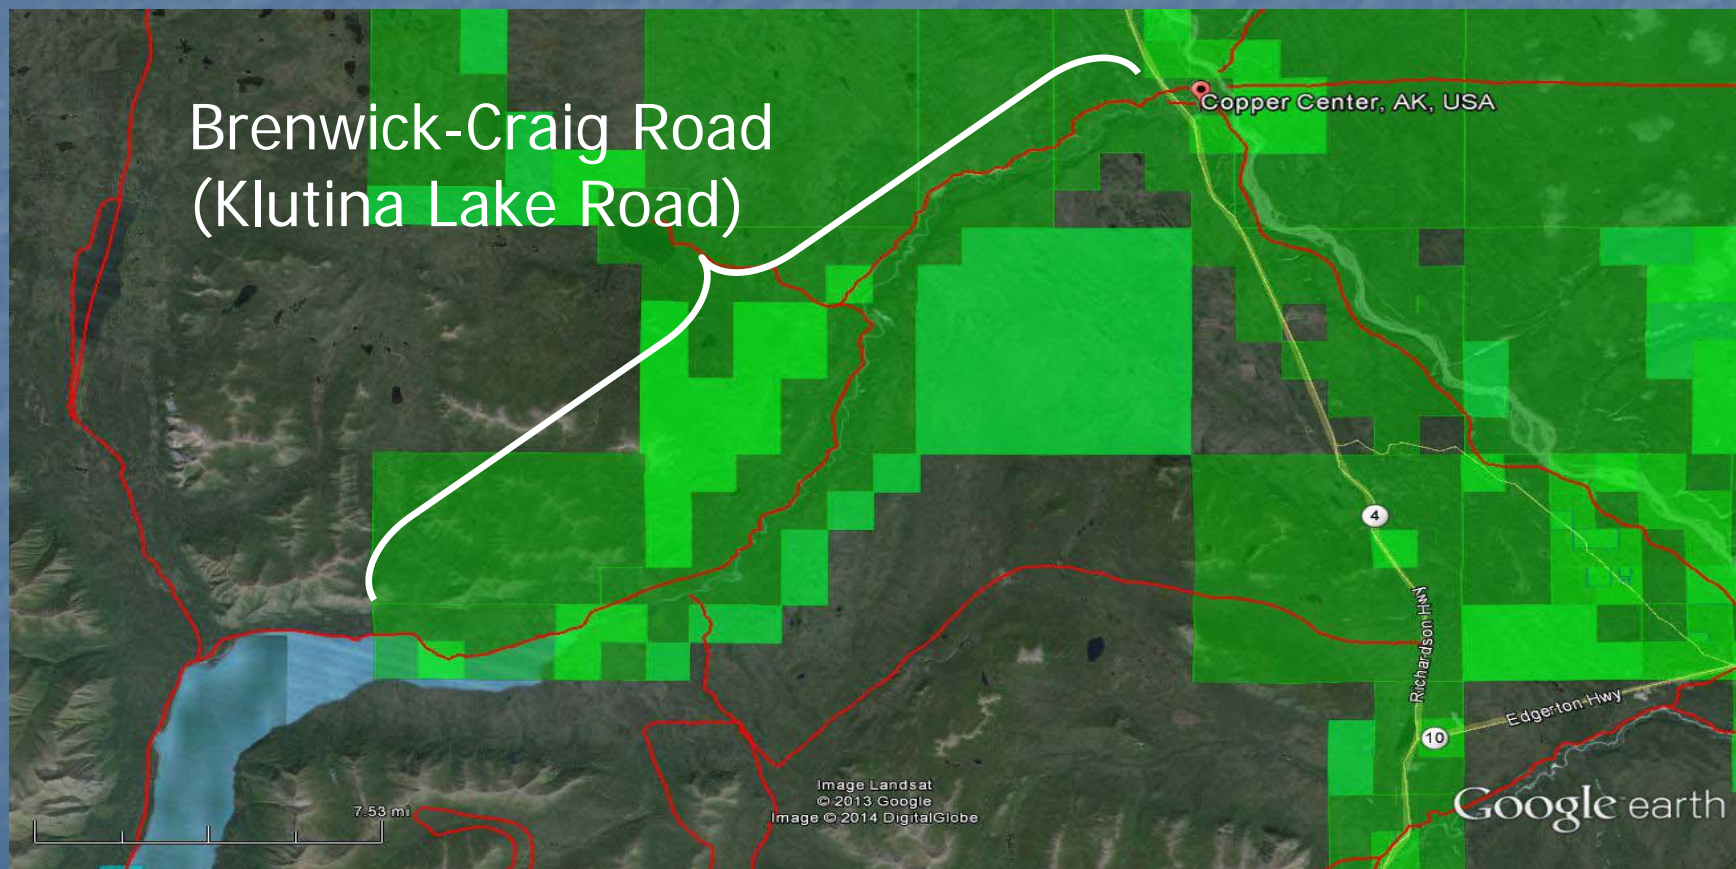 Brenwick-Craig Road
(Klutina Lake Road)
Copper Center, AK, USA
4
Richardson Hwy
Edgerton Hwy
10
Image Landsat
© 2013 Google
Image © 2014 DigitalGlobe
7.53 mi
Google earth